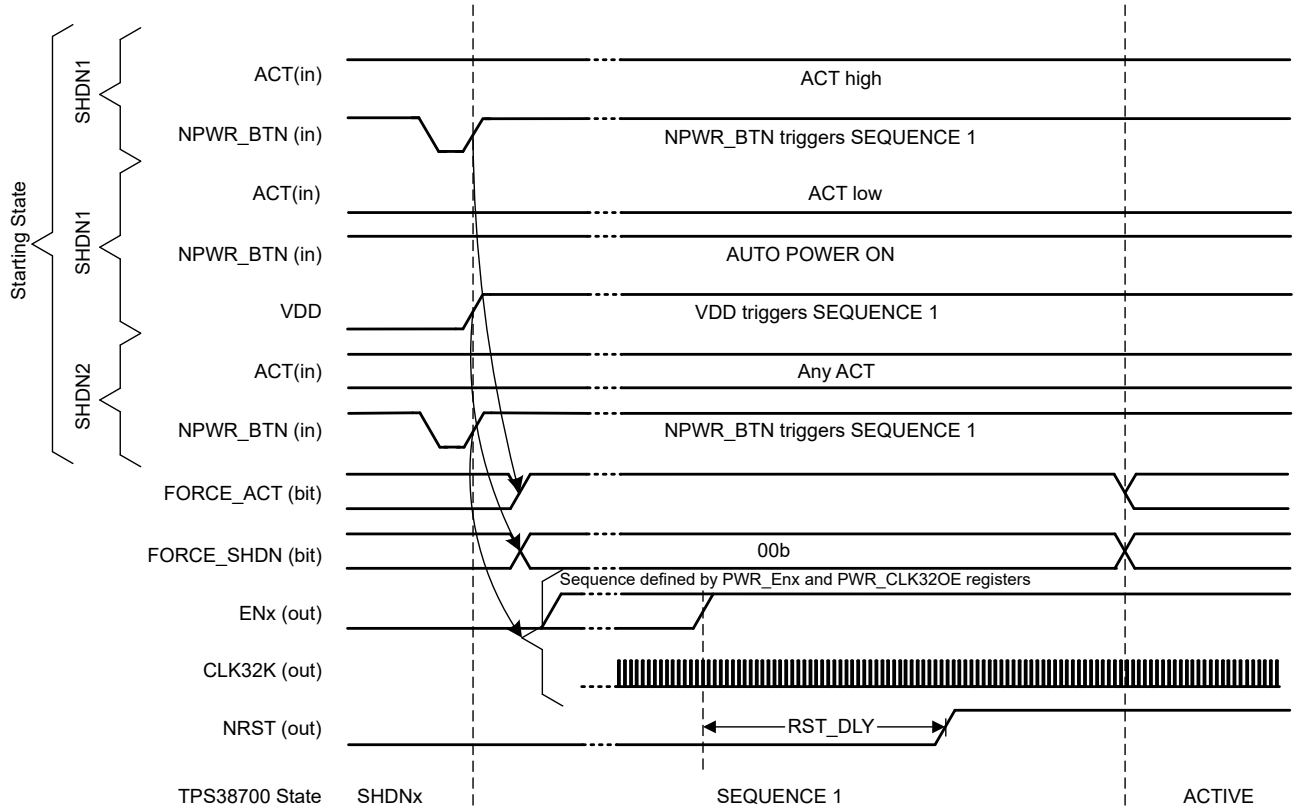 Starting State
SHDN1
SHDN1
SHDN2
ACT(in)
ACT high
NPWR_BTN (in)
NPWR_BTN triggers SEQUENCE 1
ACT(in)
ACT low
NPWR_BTN (in)
AUTO POWER ON
VDD
VDD triggers SEQUENCE 1
ACT(in)
Any ACT
NPWR_BTN (in)
NPWR_BTN triggers SEQUENCE 1
FORCE_ACT (bit)
FORCE_SHDN (bit)
00b
Sequence defined by PWR_Enx and PWR_CLK32OE registers
ENx (out)
CLK32K (out)
NRST (out)
RST_DLY
TPS38700 State
SHDNx
SEQUENCE 1
ACTIVE